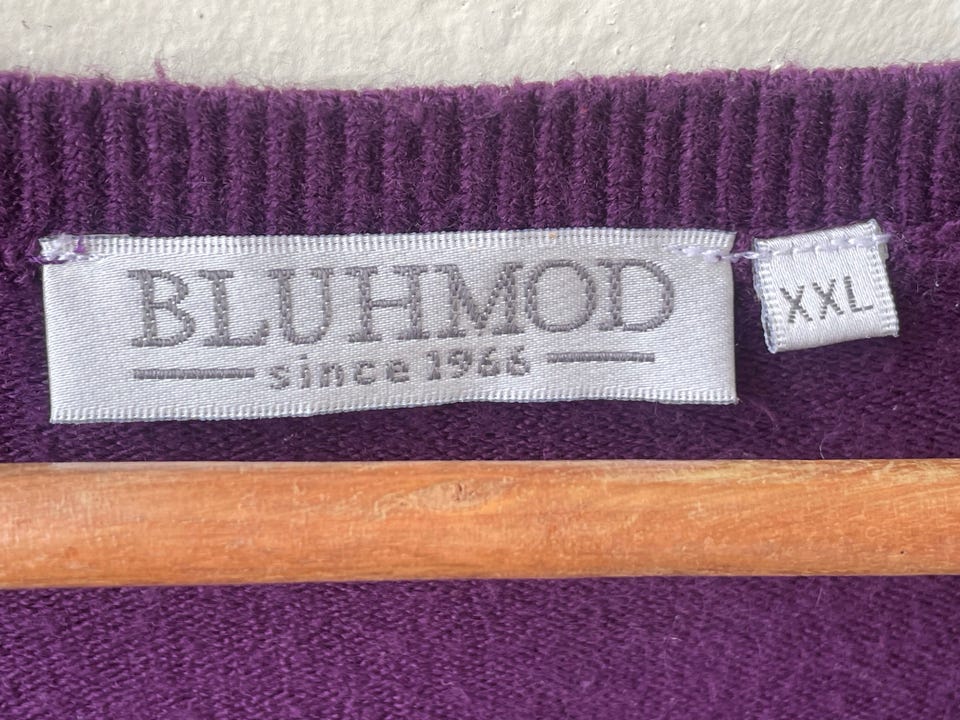 BLUHMOD
since 1966
XXL